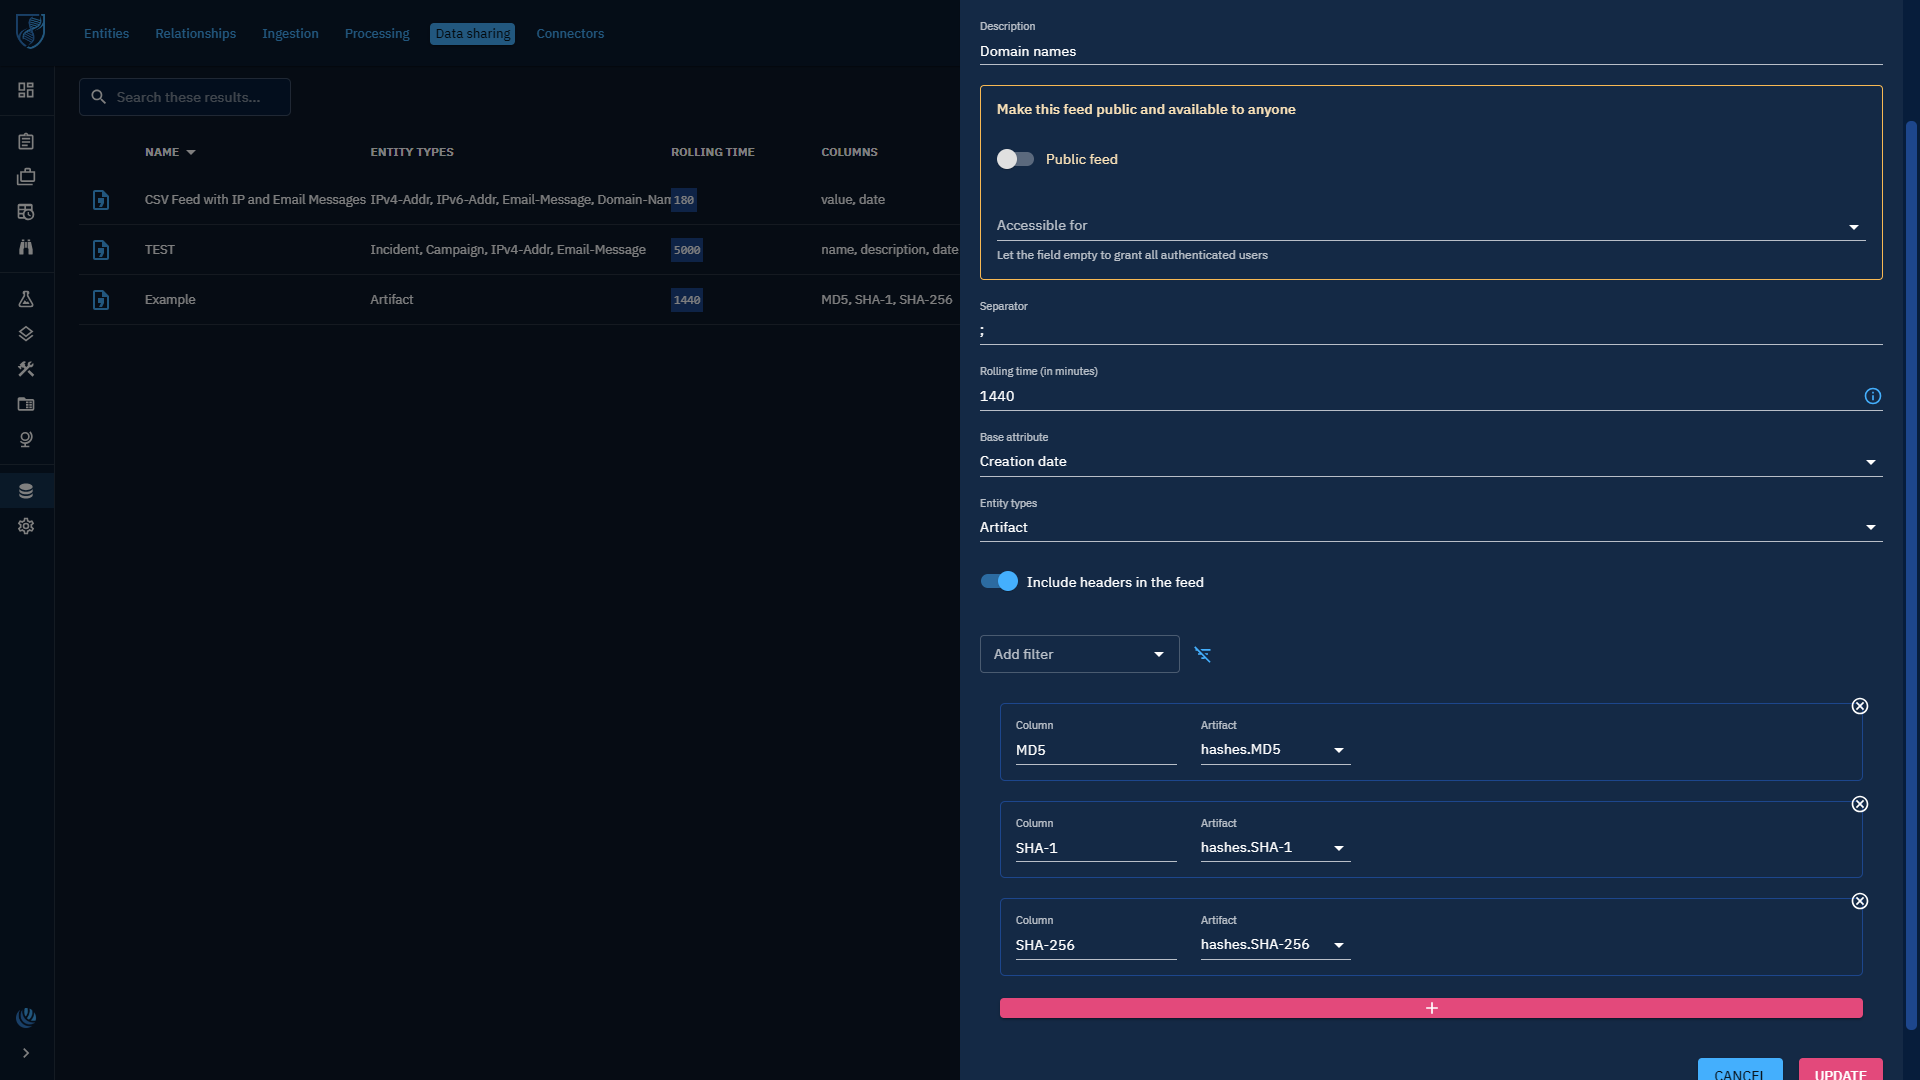 Entities Relationships Ingestion Processing Data sharing Connectors
Search these results...
NAME ENTITY TYPES ROLLING TIME COLUMNS
CSV Feed with IP and Email Messages IPv4-Addr, IPv6-Addr, Email-Message, Domain-Nam 180 value, date
TEST Incident, Campaign, IPv4-Addr, Email-Message 5000 name, description, date
Example Artifact 1440 MD5, SHA-1, SHA-256
Description
Domain names
Make this feed public and available to anyone
Public feed
Accessible for
Let the field empty to grant all authenticated users
Separator
;
Rolling time (in minutes)
1440
Base attribute
Creation date
Entity types
Artifact
Include headers in the feed
Add filter
Column Artifact
MD5 hashes.MD5
Column Artifact
SHA-1 hashes.SHA-1
Column Artifact
SHA-256 hashes.SHA-256
+
CANCEL UPDATE